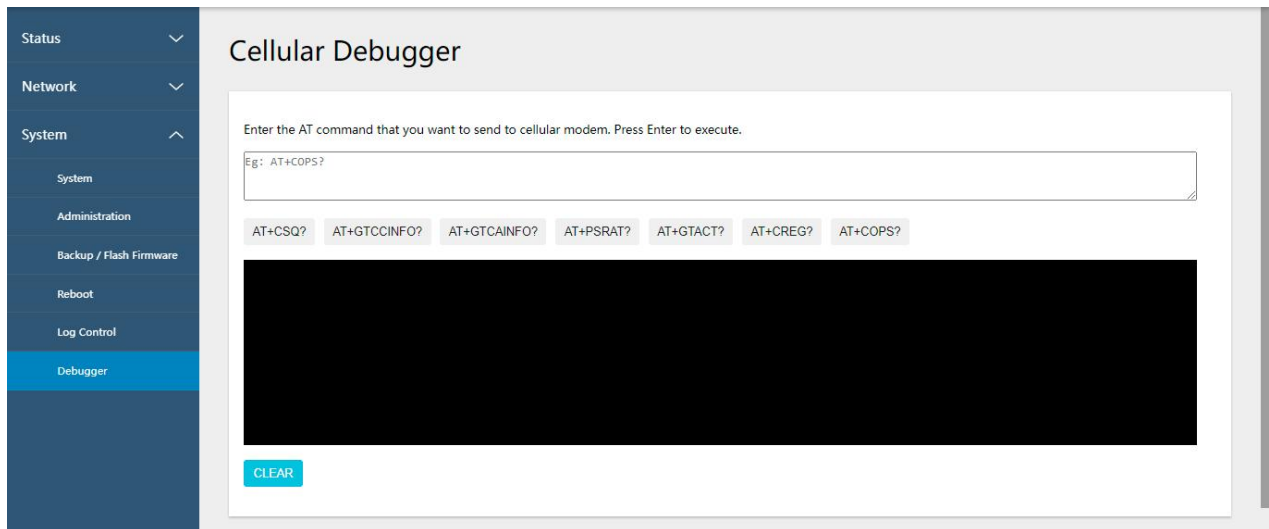 Status
Network
System
System
Administration
Backup / Flash Firmware
Reboot
Log Control
Debugger
Cellular Debugger
Enter the AT command that you want to send to cellular modem. Press Enter to execute.
Eg: AT+COPS?
AT+CSQ? AT+GTCCINFO? AT+GTCAINFO? AT+PSRAT? AT+GTACT? AT+CREG? AT+COPS?
CLEAR